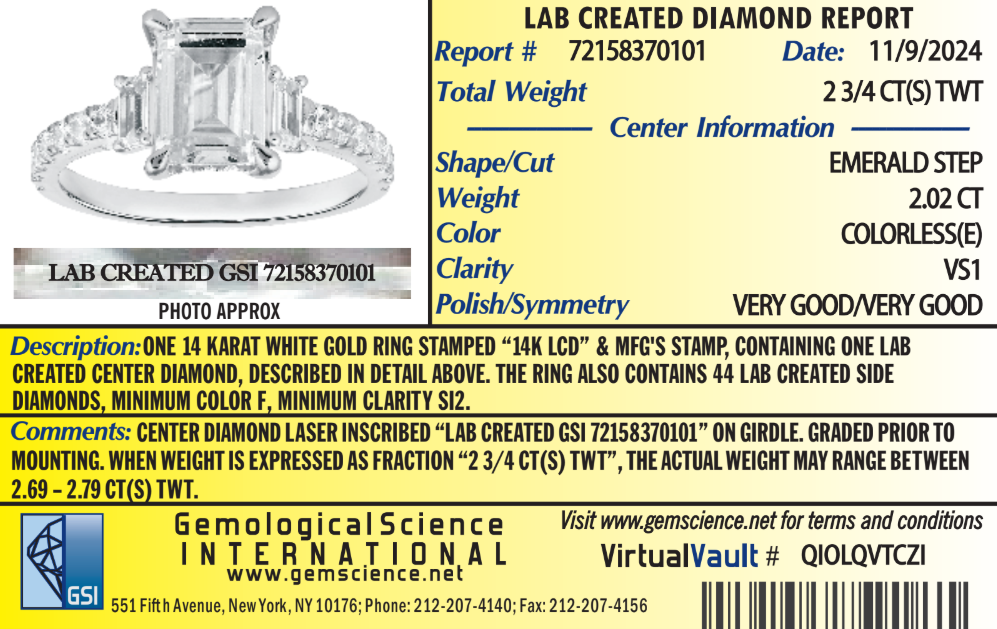 LAB CREATED DIAMOND REPORT
Report # 72158370101 Date: 11/9/2024
Total Weight 2 3/4 CT(S) TWT
Center Information
Shape/Cut EMERALD STEP
Weight 2.02 CT
Color COLORLESS(E)
Clarity VS1
Polish/Symmetry VERY GOOD/VERY GOOD
LAB CREATED GSI 72158370101
PHOTO APPROX
Description: ONE 14 KARAT WHITE GOLD RING STAMPED “14K LCD” & MFG'S STAMP, CONTAINING ONE LAB
CREATED CENTER DIAMOND, DESCRIBED IN DETAIL ABOVE. THE RING ALSO CONTAINS 44 LAB CREATED SIDE
DIAMONDS, MINIMUM COLOR F, MINIMUM CLARITY SI2.
Comments: CENTER DIAMOND LASER INSCRIBED “LAB CREATED GSI 72158370101” ON GIRDLE. GRADED PRIOR TO
MOUNTING. WHEN WEIGHT IS EXPRESSED AS FRACTION “2 3/4 CT(S) TWT”, THE ACTUAL WEIGHT MAY RANGE BETWEEN
2.69 – 2.79 CT(S) TWT.
GSI
Gemological Science
INTERNATIONAL
www.gemscience.net
Visit www.gemscience.net for terms and conditions
VirtualVault # QIOLQVTCZI
551 Fifth Avenue, New York, NY 10176; Phone: 212-207-4140; Fax: 212-207-4156